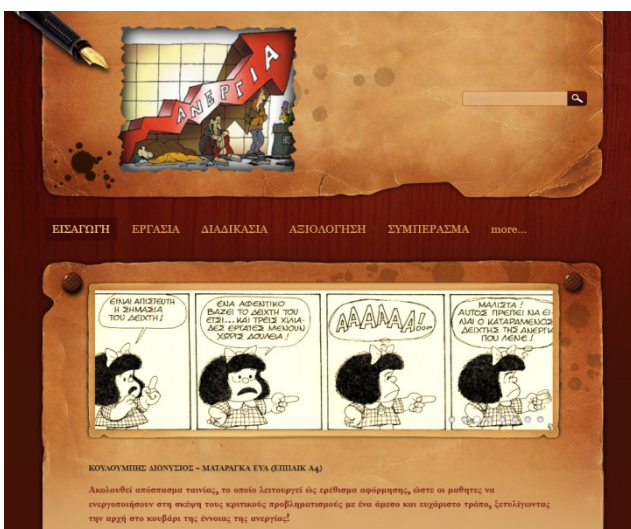 ΑΝΕΡΓΙΑ
ΕΙΣΑΓΩΓΗ ΕΡΓΑΣΙΑ ΔΙΑΔΙΚΑΣΙΑ ΑΞΙΟΛΟΓΗΣΗ ΣΥΜΠΕΡΑΣΜΑ more...
ΕΙΝΑΙ ΑΠΙΣΤΕΥΤΗ
Η ΣΗΜΑΣΙΑ
ΤΟΥ ΔΕΙΧΤΗ!
ΕΝΑ ΑΦΕΝΤΙΚΟ
ΒΑΖΕΙ ΤΟ ΔΕΙΧΤΗ ΤΟΥ
ΕΤΣΙ... ΚΑΙ ΤΡΕΙΣ ΧΙΛΙΑ-
ΔΕΣ ΕΡΓΑΤΕΣ ΜΕΝΟΥΝ
ΧΩΡΙΣ ΔΟΥΛΕΙΑ!
ΑΑΑΑΑΑ!...
ΜΑΛΙΣΤΑ!
ΑΥΤΟΣ ΠΡΕΠΕΙ ΝΑ ΕΙ-
ΝΑΙ Ο ΚΑΤΑΡΑΜΕΝΟΣ
ΔΕΙΧΤΗΣ ΤΗΣ ΑΝΕΡΓΙΑ
ΠΟΥ ΛΕΝΕ!
ΚΟΥΛΟΥΜΠΗΣ ΔΙΟΝΥΣΙΟΣ - ΜΑΤΑΡΑΓΚΑ ΕΥΑ (ΕΠΠΑΙΚ Α4)
Ακολουθεί απόσπασμα ταινίας, το οποίο λειτουργεί ώς ερέθισμα αφόρμησης, ώστε οι μαθητες να
ενεργοποιήσουν στη σκέψη τους κριτικούς προβληματισμούς με ένα άμεσο και ευχάριστο τρόπο, ξετυλίγωντας
την αρχή στο κουβάρι της έννοιας της ανεργίας!